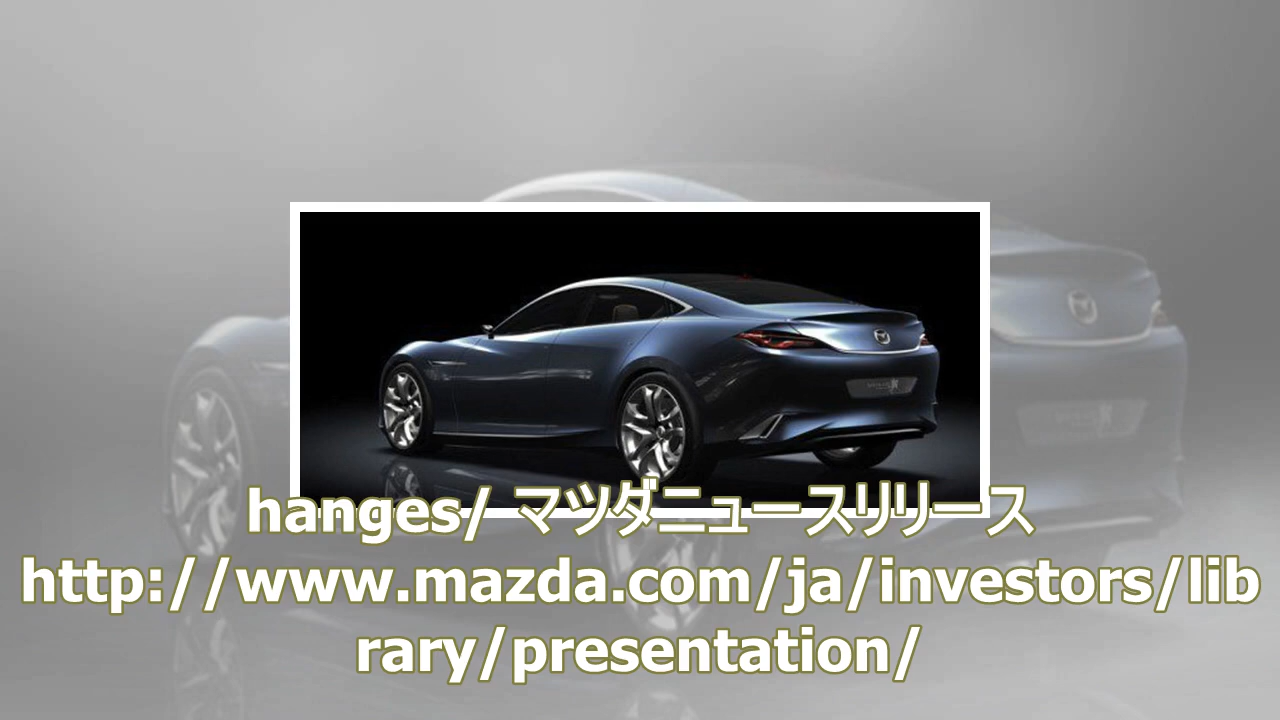 hanges/ マツダニュースリリース
http://www.mazda.com/ja/investors/lib
rary/presentation/